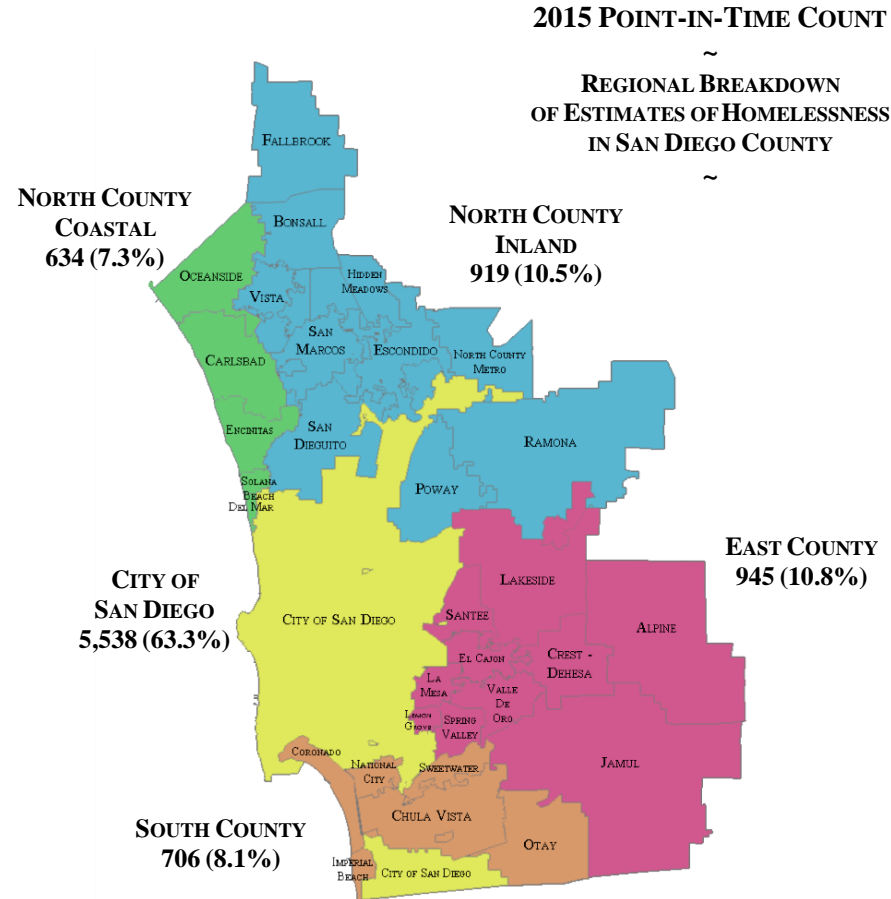 2015 POINT-IN-TIME COUNT
~
REGIONAL BREAKDOWN
OF ESTIMATES OF HOMELESSNESS
IN SAN DIEGO COUNTY
~
FALLBROOK
NORTH COUNTY
COASTAL
634 (7.3%)
BONSALL
NORTH COUNTY
INLAND
919 (10.5%)
OCEANSIDE
HIDDEN
MEADOWS
VISTA
SAN
MARCOS
ESCONDIDO
NORTH COUNTY
METRO
CARLSBAD
ENCINITAS
SAN
DIEGUITO
RAMONA
SOLANA
BEACH
DEL MAR
POWAY
EAST COUNTY
945 (10.8%)
CITY OF
SAN DIEGO
5,538 (63.3%)
CITY OF SAN DIEGO
LAKESIDE
SANTEE
ALPINE
EL CAJON
CREST -
DEHESA
LA
MESA
VALLE
DE
ORO
LEMON
GROVE
SPRING
VALLEY
CORONADO
NATIONAL
CITY
SWEETWATER
JAMUL
CHULA VISTA
SOUTH COUNTY
706 (8.1%)
OTAY
IMPERIAL
BEACH
CITY OF SAN DIEGO